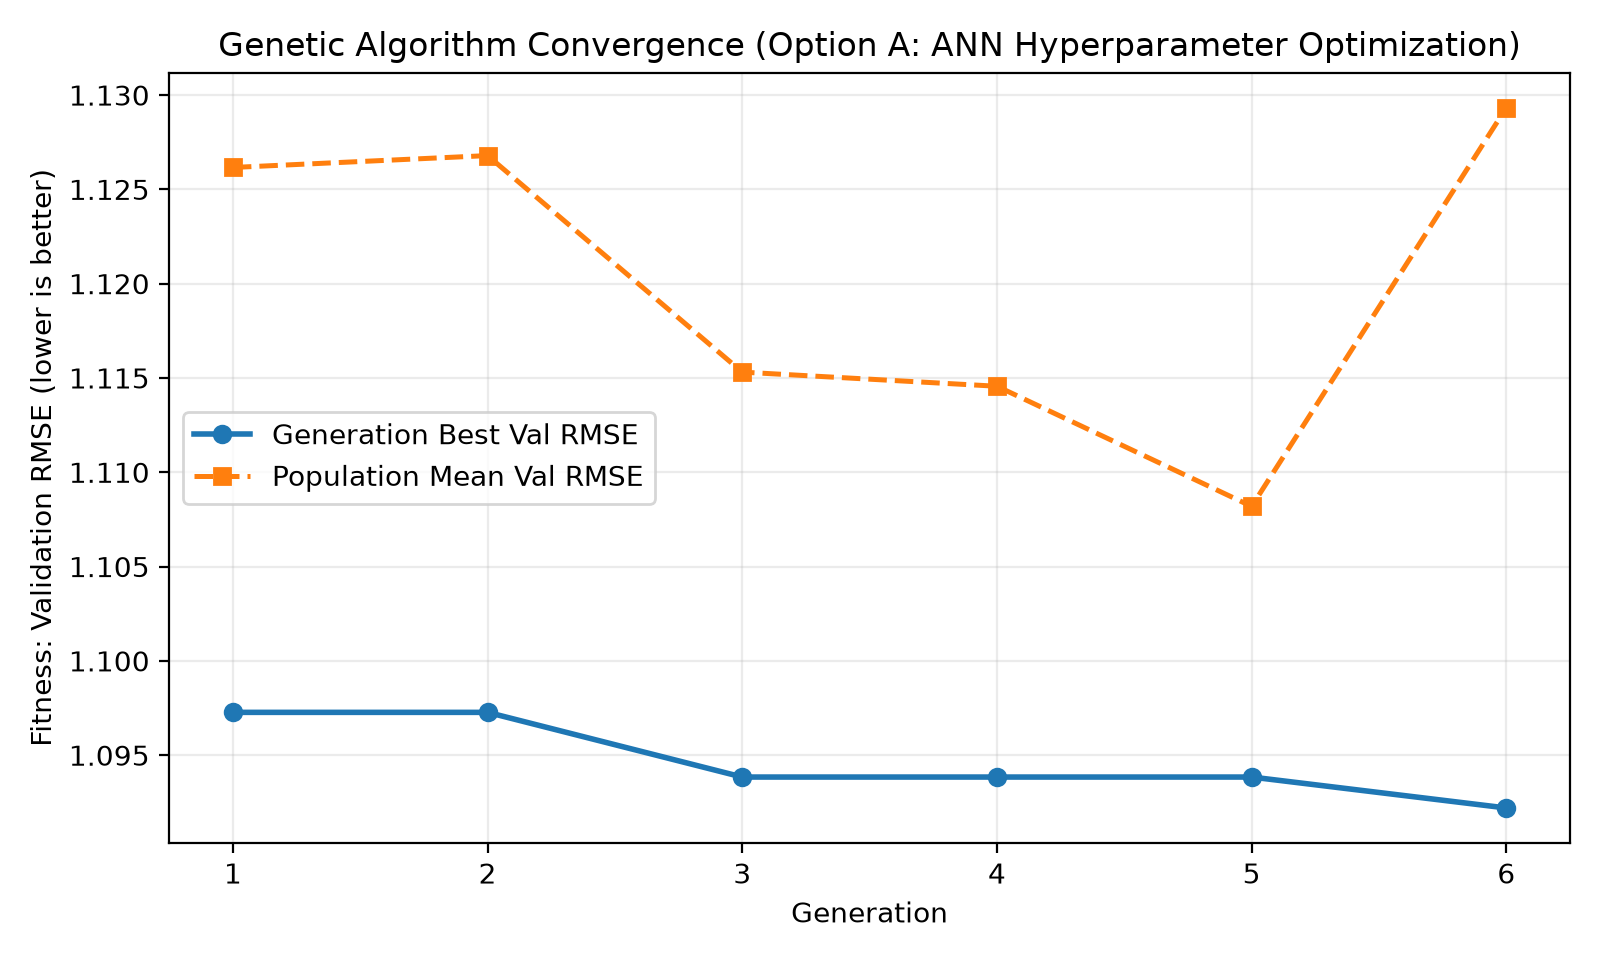 Genetic Algorithm Convergence (Option A: ANN Hyperparameter Optimization)
Fitness: Validation RMSE (lower is better)
1.130
1.125
1.120
1.115
1.110
1.105
1.100
1.095
Generation Best Val RMSE
Population Mean Val RMSE
1 2 3 4 5 6
Generation